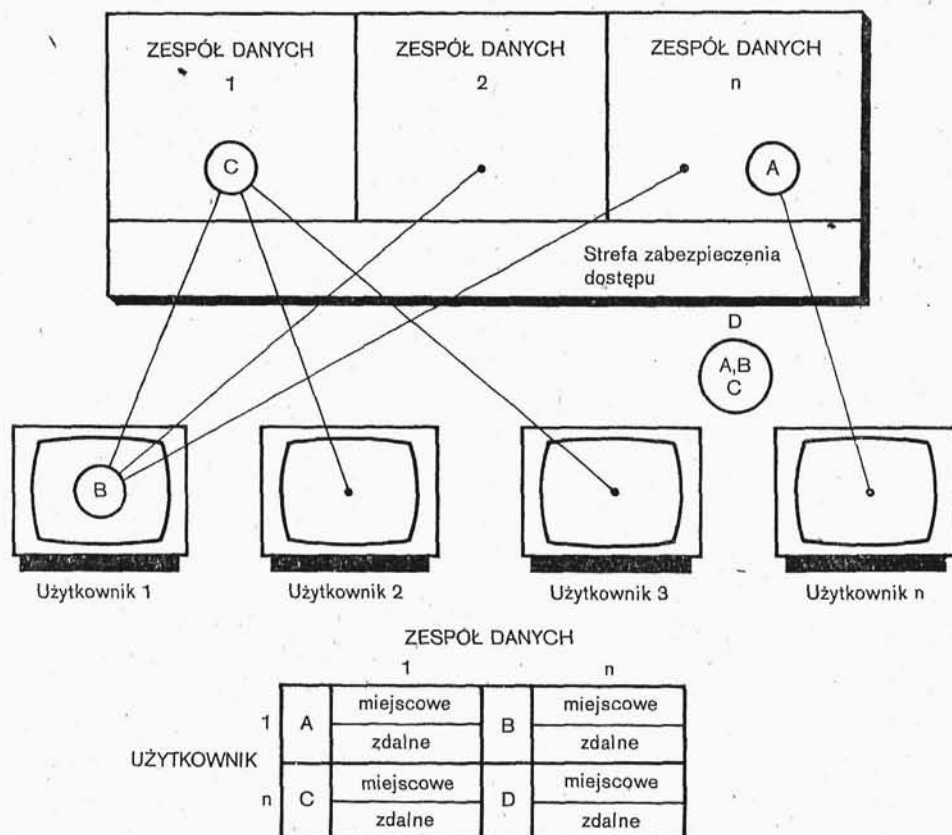 ZESPÓŁ DANYCH ZESPÓŁ DANYCH ZESPÓŁ DANYCH
1 2 n
C A
Strefa zabezpieczenia
dostępu
D
A,B
C
B
Użytkownik 1 Użytkownik 2 Użytkownik 3 Użytkownik n
ZESPÓŁ DANYCH
1 n
miejscowe miejscowe
1 A B
zdalne zdalne
UŻYTKOWNIK
miejscowe miejscowe
n C D
zdalne zdalne